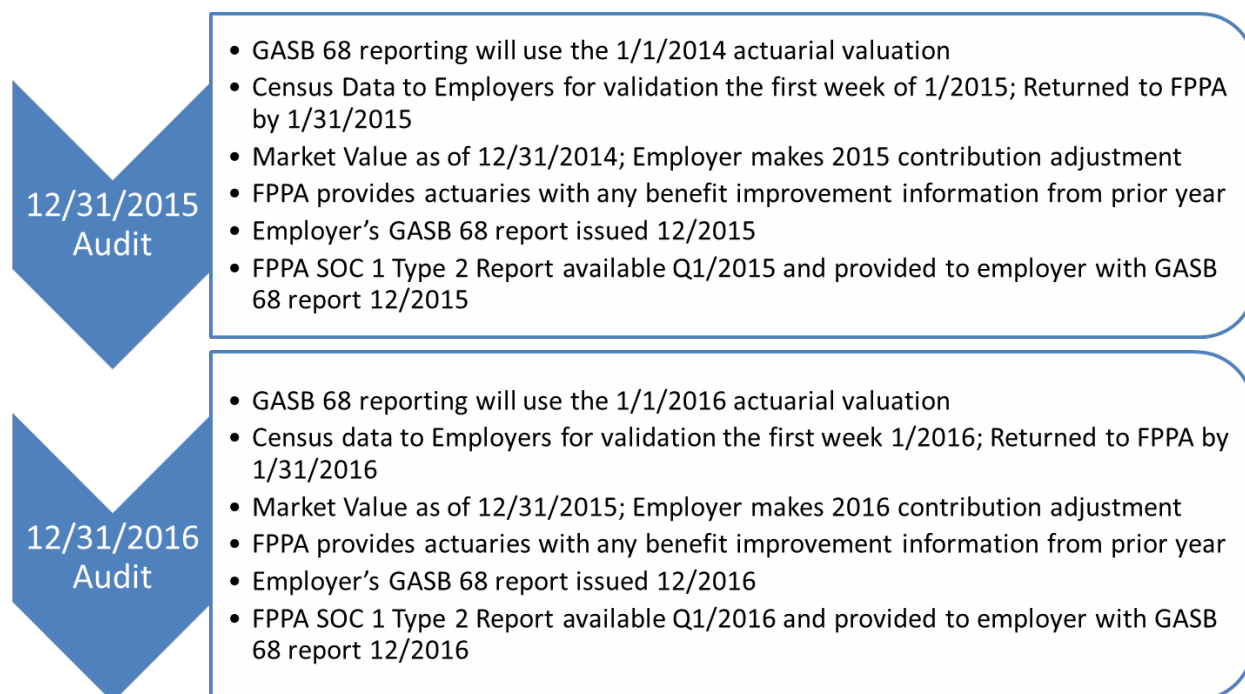 12/31/2015
Audit
• GASB 68 reporting will use the 1/1/2014 actuarial valuation
• Census Data to Employers for validation the first week of 1/2015; Returned to FPPA
by 1/31/2015
• Market Value as of 12/31/2014; Employer makes 2015 contribution adjustment
• FPPA provides actuaries with any benefit improvement information from prior year
• Employer’s GASB 68 report issued 12/2015
• FPPA SOC 1 Type 2 Report available Q1/2015 and provided to employer with GASB
68 report 12/2015
12/31/2016
Audit
• GASB 68 reporting will use the 1/1/2016 actuarial valuation
• Census data to Employers for validation the first week 1/2016; Returned to FPPA by
1/31/2016
• Market Value as of 12/31/2015; Employer makes 2016 contribution adjustment
• FPPA provides actuaries with any benefit improvement information from prior year
• Employer’s GASB 68 report issued 12/2016
• FPPA SOC 1 Type 2 Report available Q1/2016 and provided to employer with GASB
68 report 12/2016